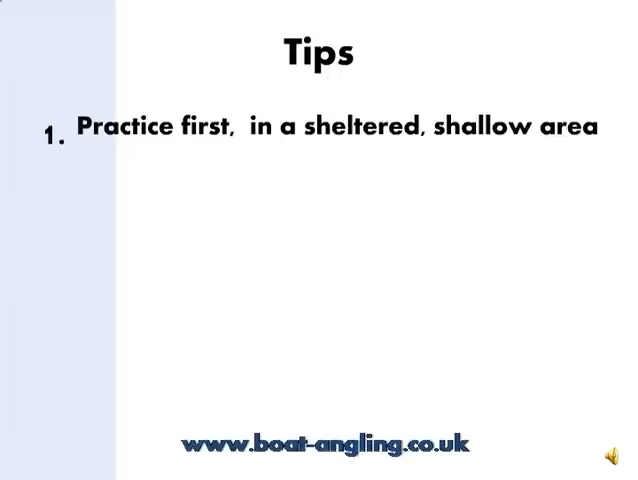 Tips
1. Practice first, in a sheltered, shallow area
www.boat-angling.co.uk